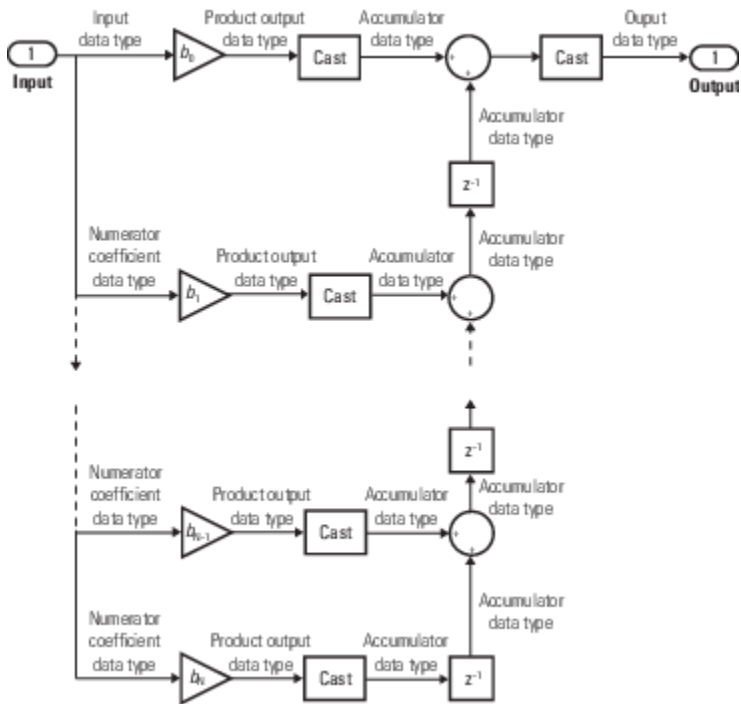 Input data type
Product output data type
Accumulator data type
Ouput data type
1
b0
Cast
+
+
Cast
1
Input
Output
Accumulator data type
z-1
Numerator coefficient data type
Product output data type
Accumulator data type
Accumulator data type
b1
Cast
+
+
z-1
Numerator coefficient data type
Product output data type
Accumulator data type
Accumulator data type
bN-1
Cast
+
+
Numerator coefficient data type
Product output data type
Accumulator data type
Accumulator data type
bN
Cast
z-1